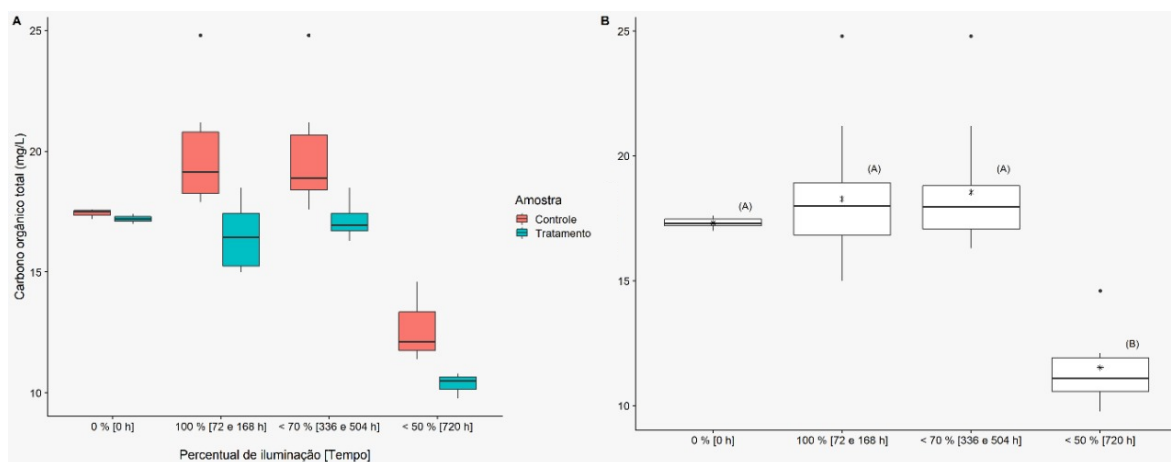 A
Carbono orgânico total (mg/L)
25
20
15
10
0 % [0 h]
100 % [72 e 168 h]
< 70 % [336 e 504 h]
< 50 % [720 h]
Percentual de iluminação [Tempo]
Amostra
Controle
Tratamento
B
25
20
15
10
(A)
(A)
(A)
(B)
0 % [0 h]
100 % [72 e 168 h]
< 70 % [336 e 504 h]
< 50 % [720 h]